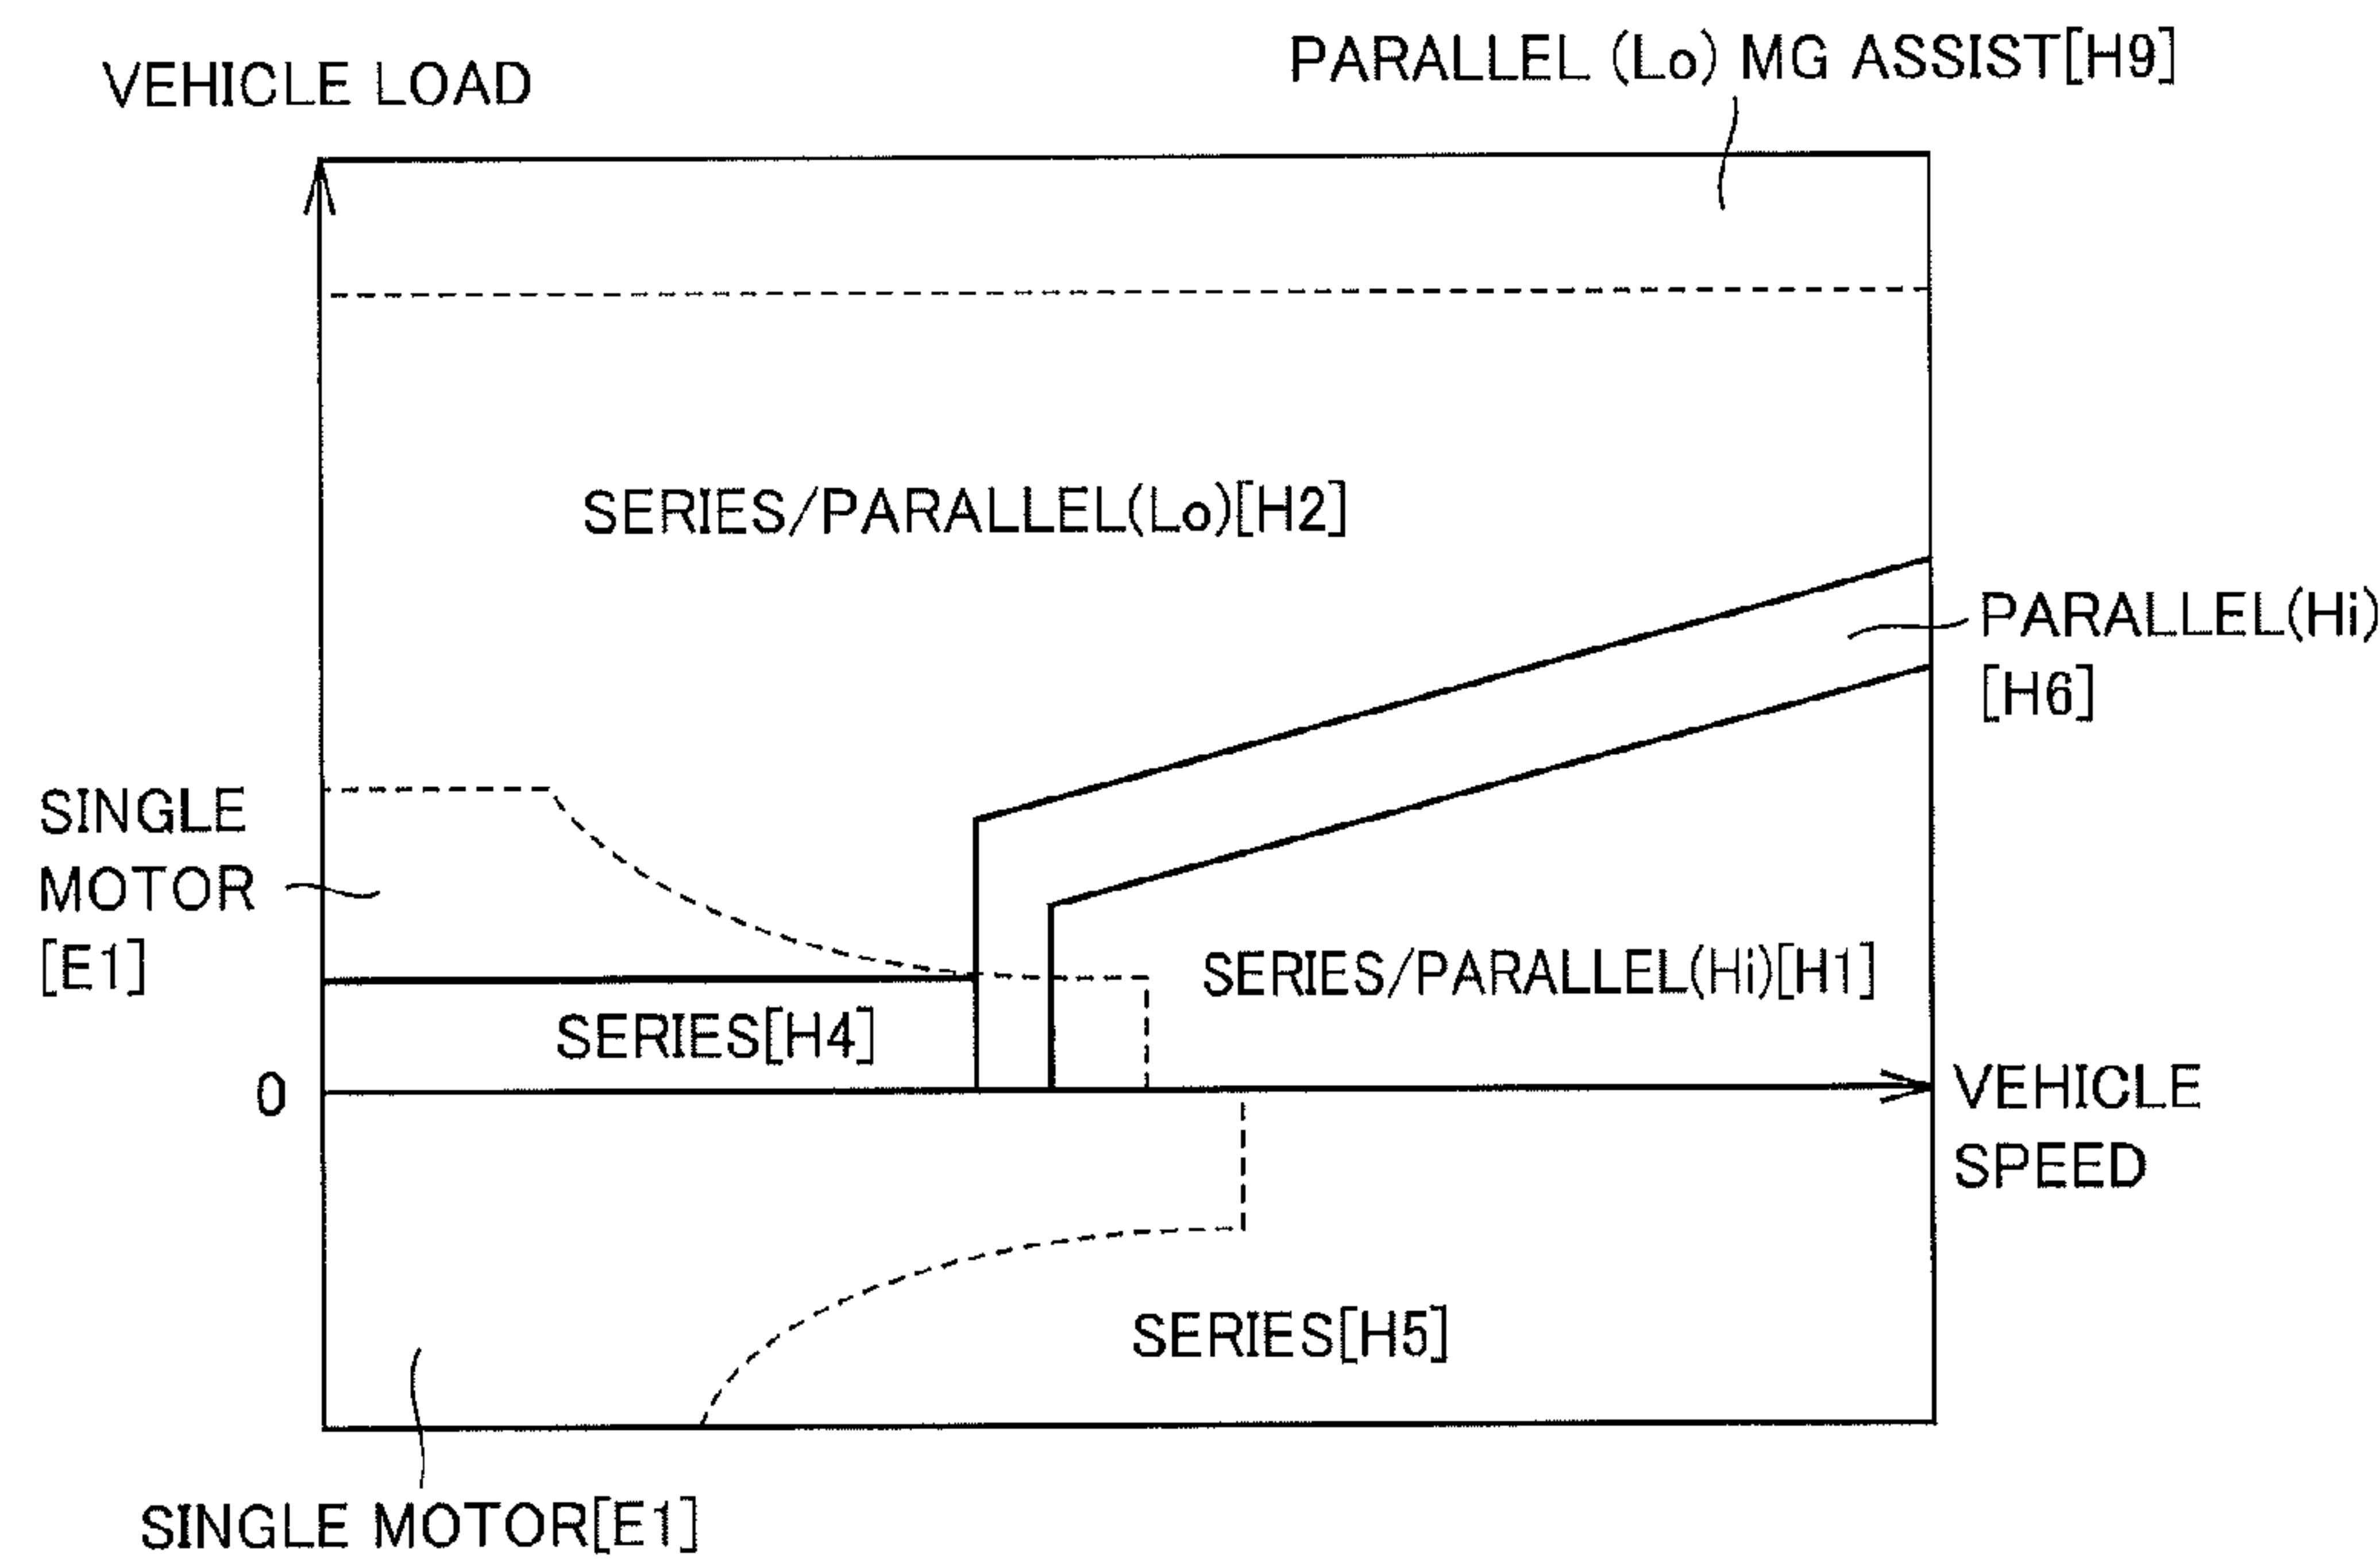 PARALLEL (Lo) MG ASSIST[H9]
VEHICLE LOAD
SERIES/PARALLEL(Lo)[H2]
PARALLEL(Hi)
[H6]
SINGLE
MOTOR
[E1]
SERIES/PARALLEL(Hi)[H1]
SERIES[H4]
0
VEHICLE
SPEED
SERIES[H5]
SINGLE MOTOR[E1]